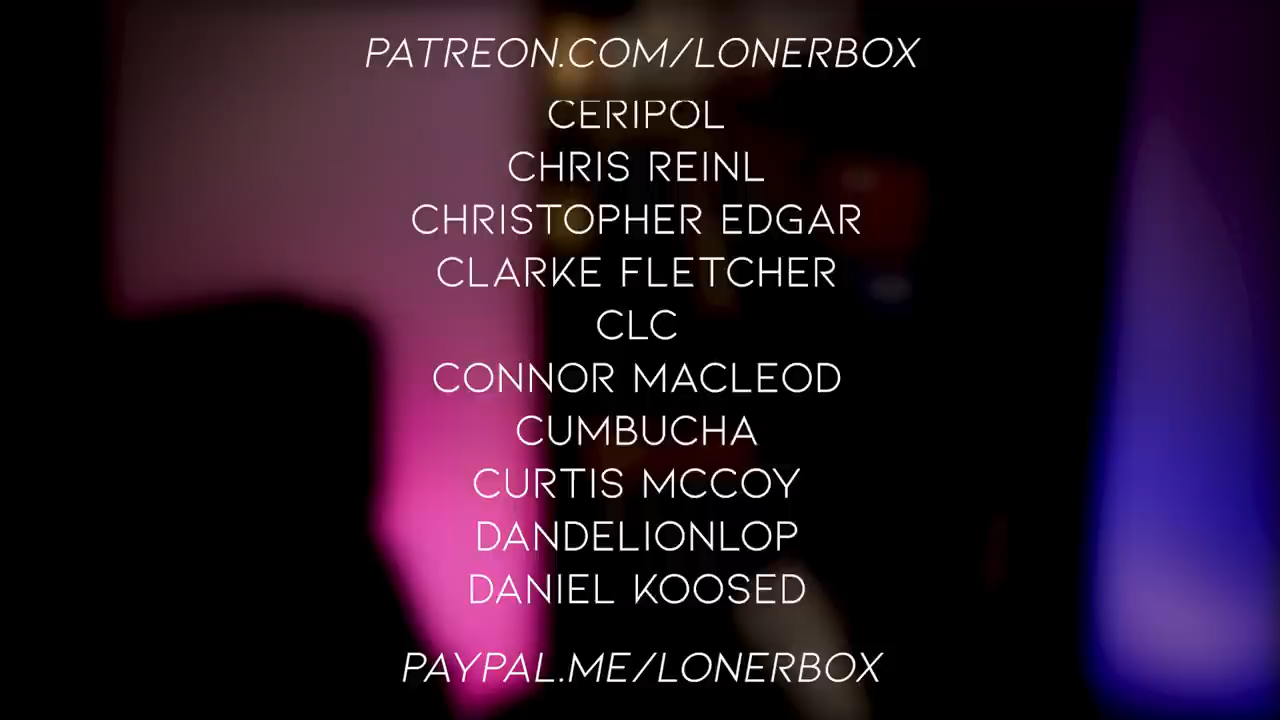 PATREON.COM/LONERBOX
CERIPOL
CHRIS REINL
CHRISTOPHER EDGAR
CLARKE FLETCHER
CLC
CONNOR MACLEOD
CUMBUCHA
CURTIS MCCOY
DANDELIONLOP
DANIEL KOOSED
PAYPAL.ME/LONERBOX